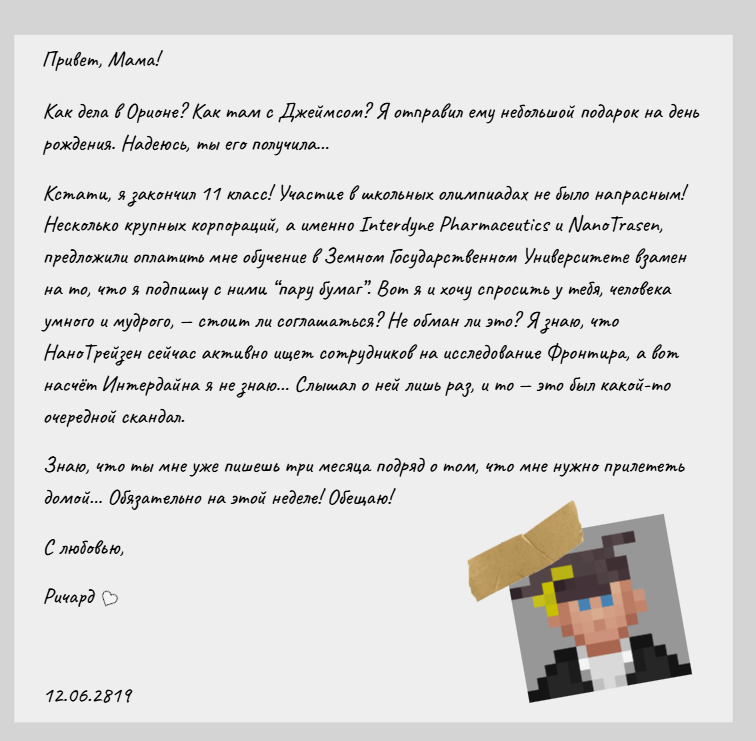 Привет, Мама!
Как дела в Орионе? Как там с Джеймсом? Я отправил ему небольшой подарок на день
рождения. Надеюсь, ты его получила...
Кстати, я закончил 11 класс! Участие в школьных олимпиадах не было напрасным!
Несколько крупных корпораций, а именно Interdyne Pharmaceutics и NanoTrasen,
предложили оплатить мне обучение в Земном Государственном Университете взамен
на то, что я подпишу с ними “пару бумаг”. Вот я и хочу спросить у тебя, человека
умного и мудрого, — стоит ли соглашаться? Не обман ли это? Я знаю, что
НаноТрейзен сейчас активно ищет сотрудников на исследование Фронтира, а вот
насчёт Интердайна я не знаю... Слышал о ней лишь раз, и то — это был какой-то
очередной скандал.
Знаю, что ты мне уже пишешь три месяца подряд о том, что мне нужно прилететь
домой... Обязательно на этой неделе! Обещаю!
С любовью,
Ричард ♡
12.06.2819